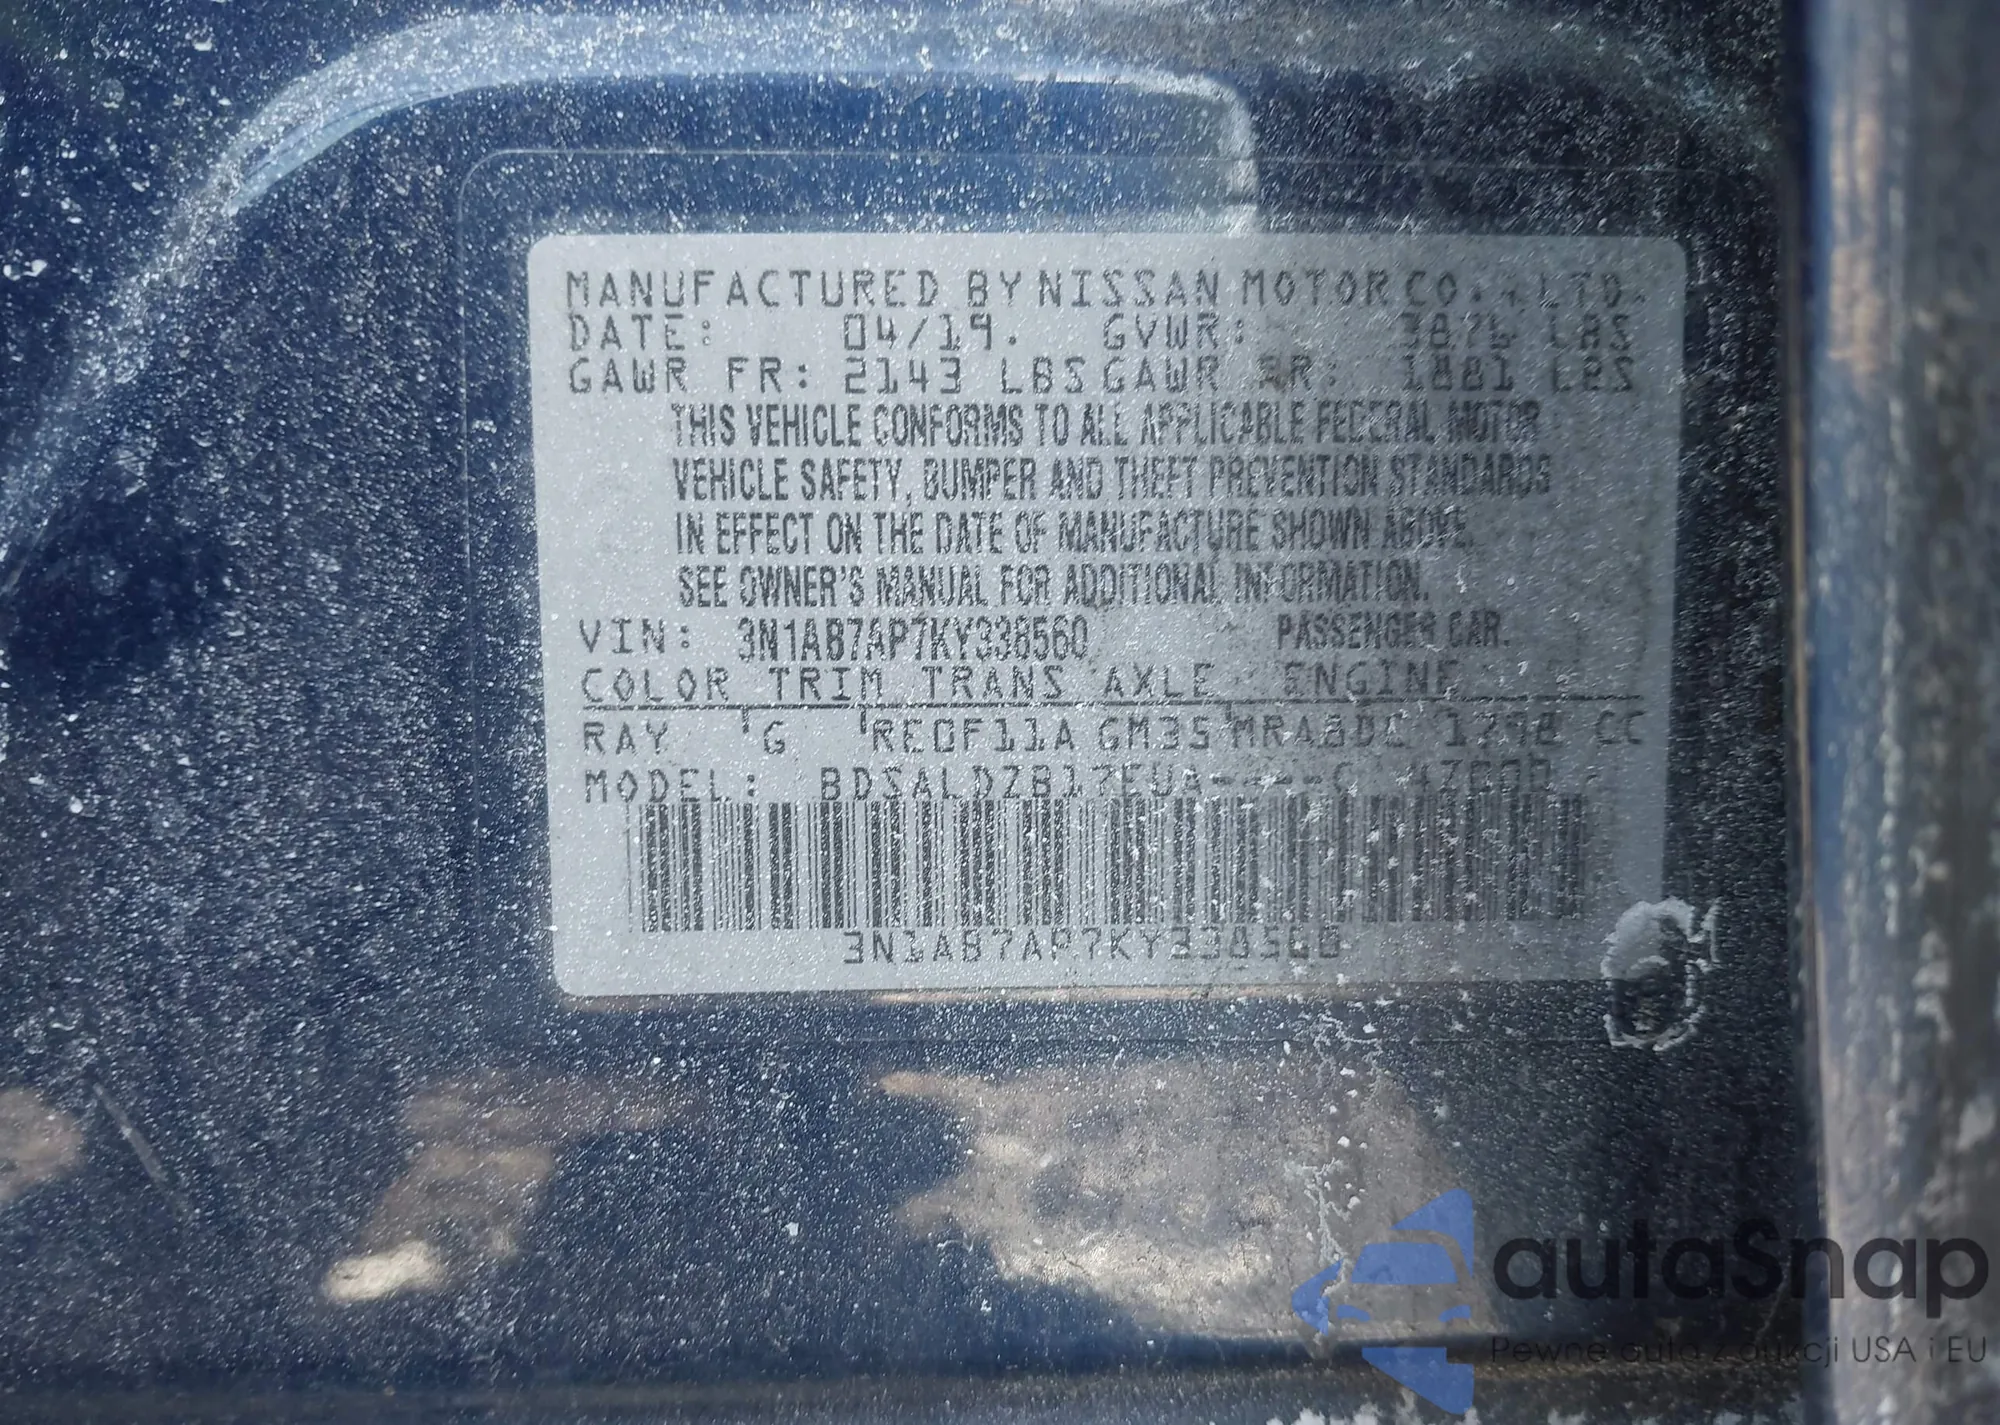 MANUFACTURED BY NISSAN MOTOR CO., LTD.
DATE: 04/19. GVWR: 3876 LBS
GAWR FR: 2143 LBS GAWR RR: 1881 LBS
THIS VEHICLE CONFORMS TO ALL APPLICABLE FEDERAL MOTOR
VEHICLE SAFETY, BUMPER AND THEFT PREVENTION STANDARDS
IN EFFECT ON THE DATE OF MANUFACTURE SHOWN ABOVE.
SEE OWNER'S MANUAL FOR ADDITIONAL INFORMATION.
VIN: 3N1AB7AP7KY338560 PASSENGER CAR.
COLOR TRIM TRANS AXLE ENGINE
RAY G RE0F11A GM35 MRA8DE 1798 CC
MODEL: BDSALDZB17EUA----C
3N1AB7AP7KY338560
autaSnap
Pewne auta z aukcji USA i EU